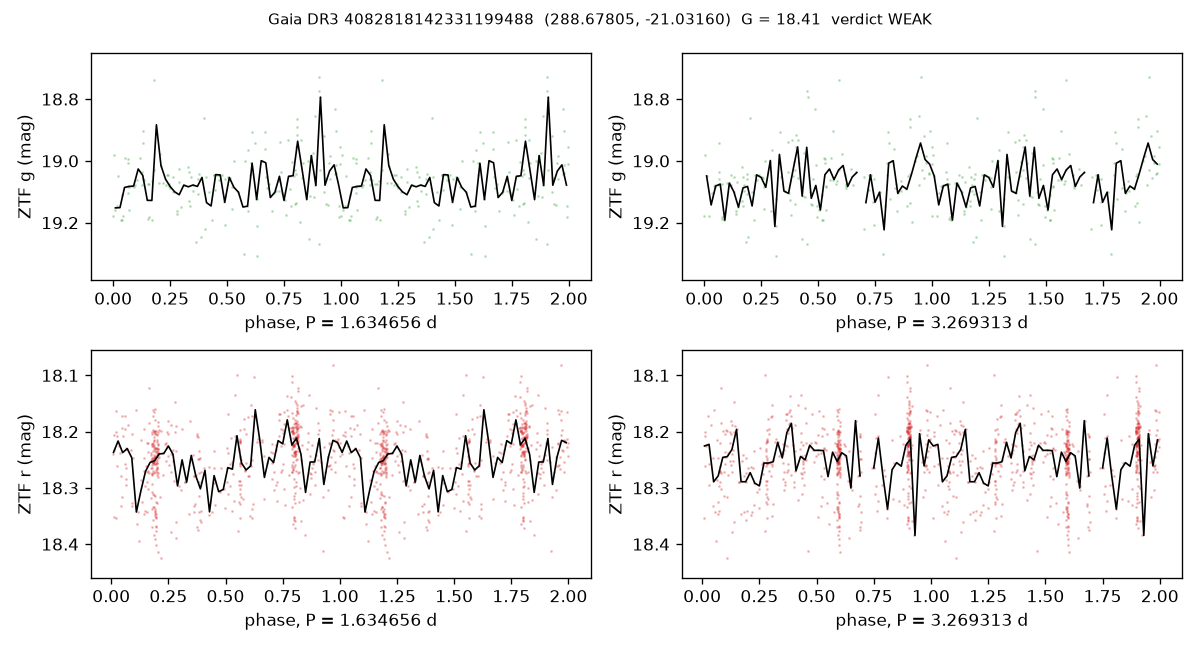 Gaia DR3 4082818142331199488 (288.67805, -21.03160) G = 18.41 verdict WEAK
ZTF g (mag)
18.8
19.0
19.2
0.00 0.25 0.50 0.75 1.00 1.25 1.50 1.75 2.00
phase, P = 1.634656 d
ZTF g (mag)
18.8
19.0
19.2
0.00 0.25 0.50 0.75 1.00 1.25 1.50 1.75 2.00
phase, P = 3.269313 d
ZTF r (mag)
18.1
18.2
18.3
18.4
0.00 0.25 0.50 0.75 1.00 1.25 1.50 1.75 2.00
phase, P = 1.634656 d
ZTF r (mag)
18.1
18.2
18.3
18.4
0.00 0.25 0.50 0.75 1.00 1.25 1.50 1.75 2.00
phase, P = 3.269313 d